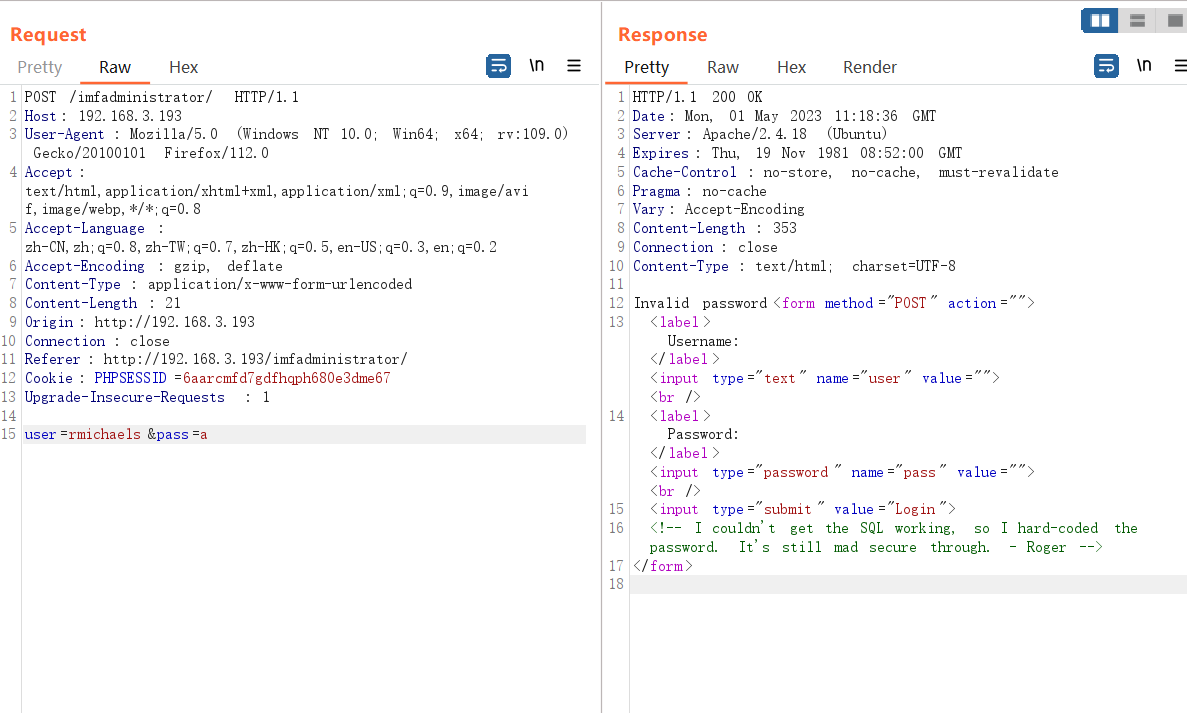 Request
Pretty Raw Hex \n
1 POST /imfadministrator/ HTTP/1.1
2 Host: 192.168.3.193
3 User-Agent : Mozilla/5.0 (Windows NT 10.0; Win64; x64; rv:109.0)
Gecko/20100101 Firefox/112.0
4 Accept :
text/html,application/xhtml+xml,application/xml;q=0.9,image/avi
f,image/webp,*/*;q=0.8
5 Accept-Language :
zh-CN,zh;q=0.8,zh-TW;q=0.7,zh-HK;q=0.5,en-US;q=0.3,en;q=0.2
6 Accept-Encoding : gzip, deflate
7 Content-Type : application/x-www-form-urlencoded
8 Content-Length : 21
9 Origin : http://192.168.3.193
10 Connection : close
11 Referer : http://192.168.3.193/imfadministrator/
12 Cookie : PHPSESSID =6aarcmfd7gdfhqph680e3dme67
13 Upgrade-Insecure-Requests : 1
14
15 user=rmichaels &pass=a
Response
Pretty Raw Hex Render \n
1 HTTP/1.1 200 OK
2 Date: Mon, 01 May 2023 11:18:36 GMT
3 Server : Apache/2.4.18 (Ubuntu)
4 Expires : Thu, 19 Nov 1981 08:52:00 GMT
5 Cache-Control : no-store, no-cache, must-revalidate
6 Pragma : no-cache
7 Vary : Accept-Encoding
8 Content-Length : 353
9 Connection : close
10 Content-Type : text/html; charset=UTF-8
11
12 Invalid password<form method ="POST" action ="">
13 <label>
Username:
</label>
<input type="text" name="user" value="">
<br />
14 <label>
Password:
</label>
<input type="password" name="pass" value="">
<br />
15 <input type="submit" value="Login">
16 <!-- I couldn't get the SQL working, so I hard-coded the
password. It's still mad secure through. - Roger -->
17 </form>
18